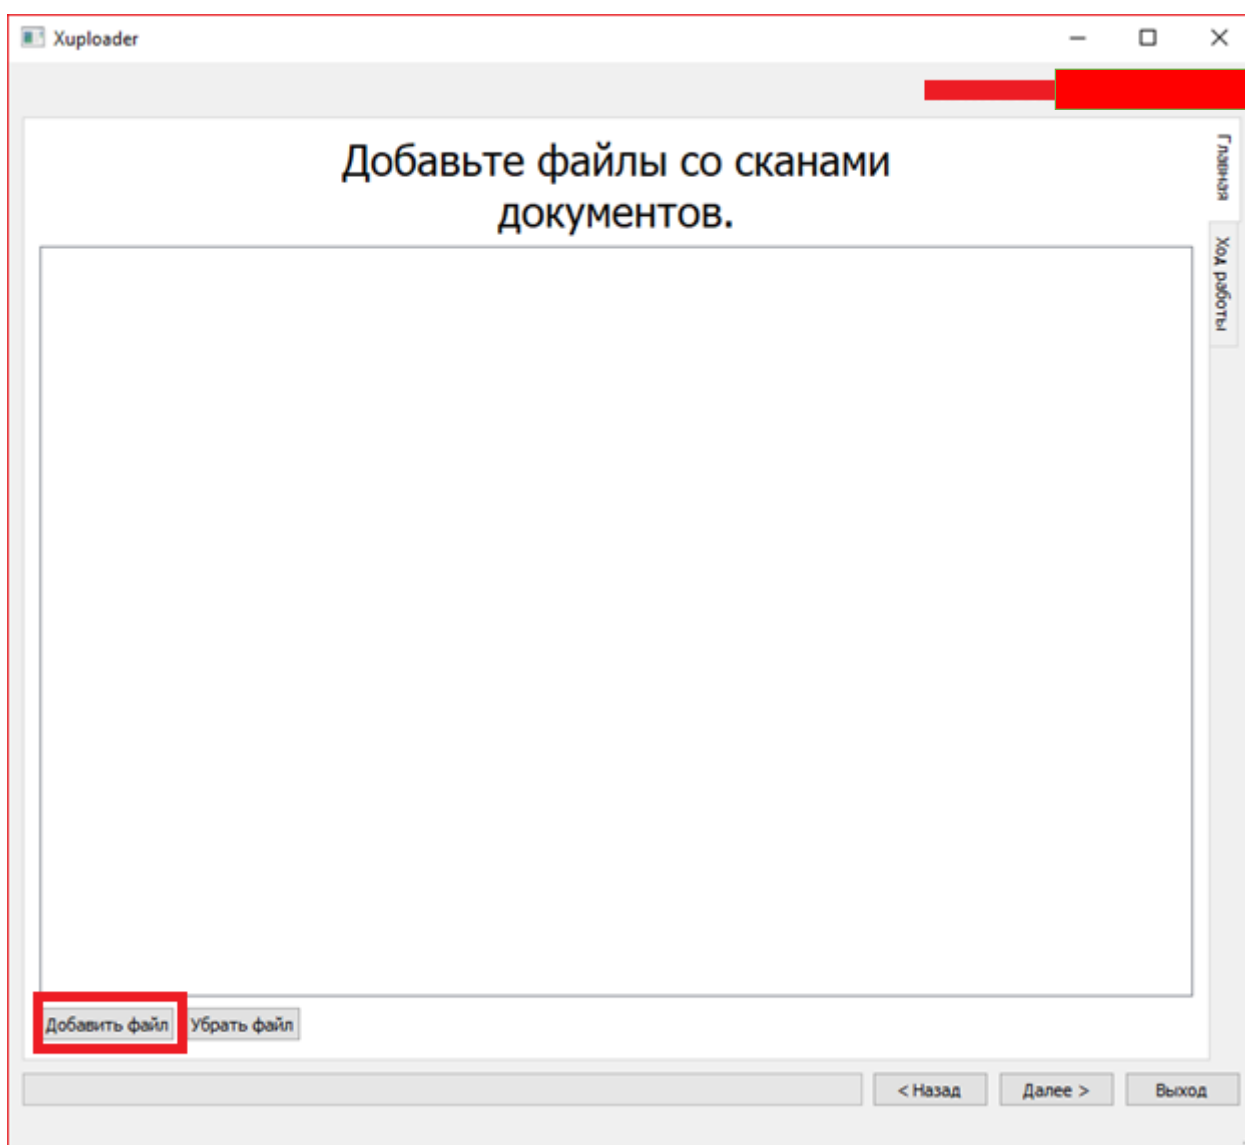 Xuploader
Добавьте файлы со сканами
документов.
Главная
Ход работы
Добавить файл
Убрать файл
< Назад
Далее >
Выход